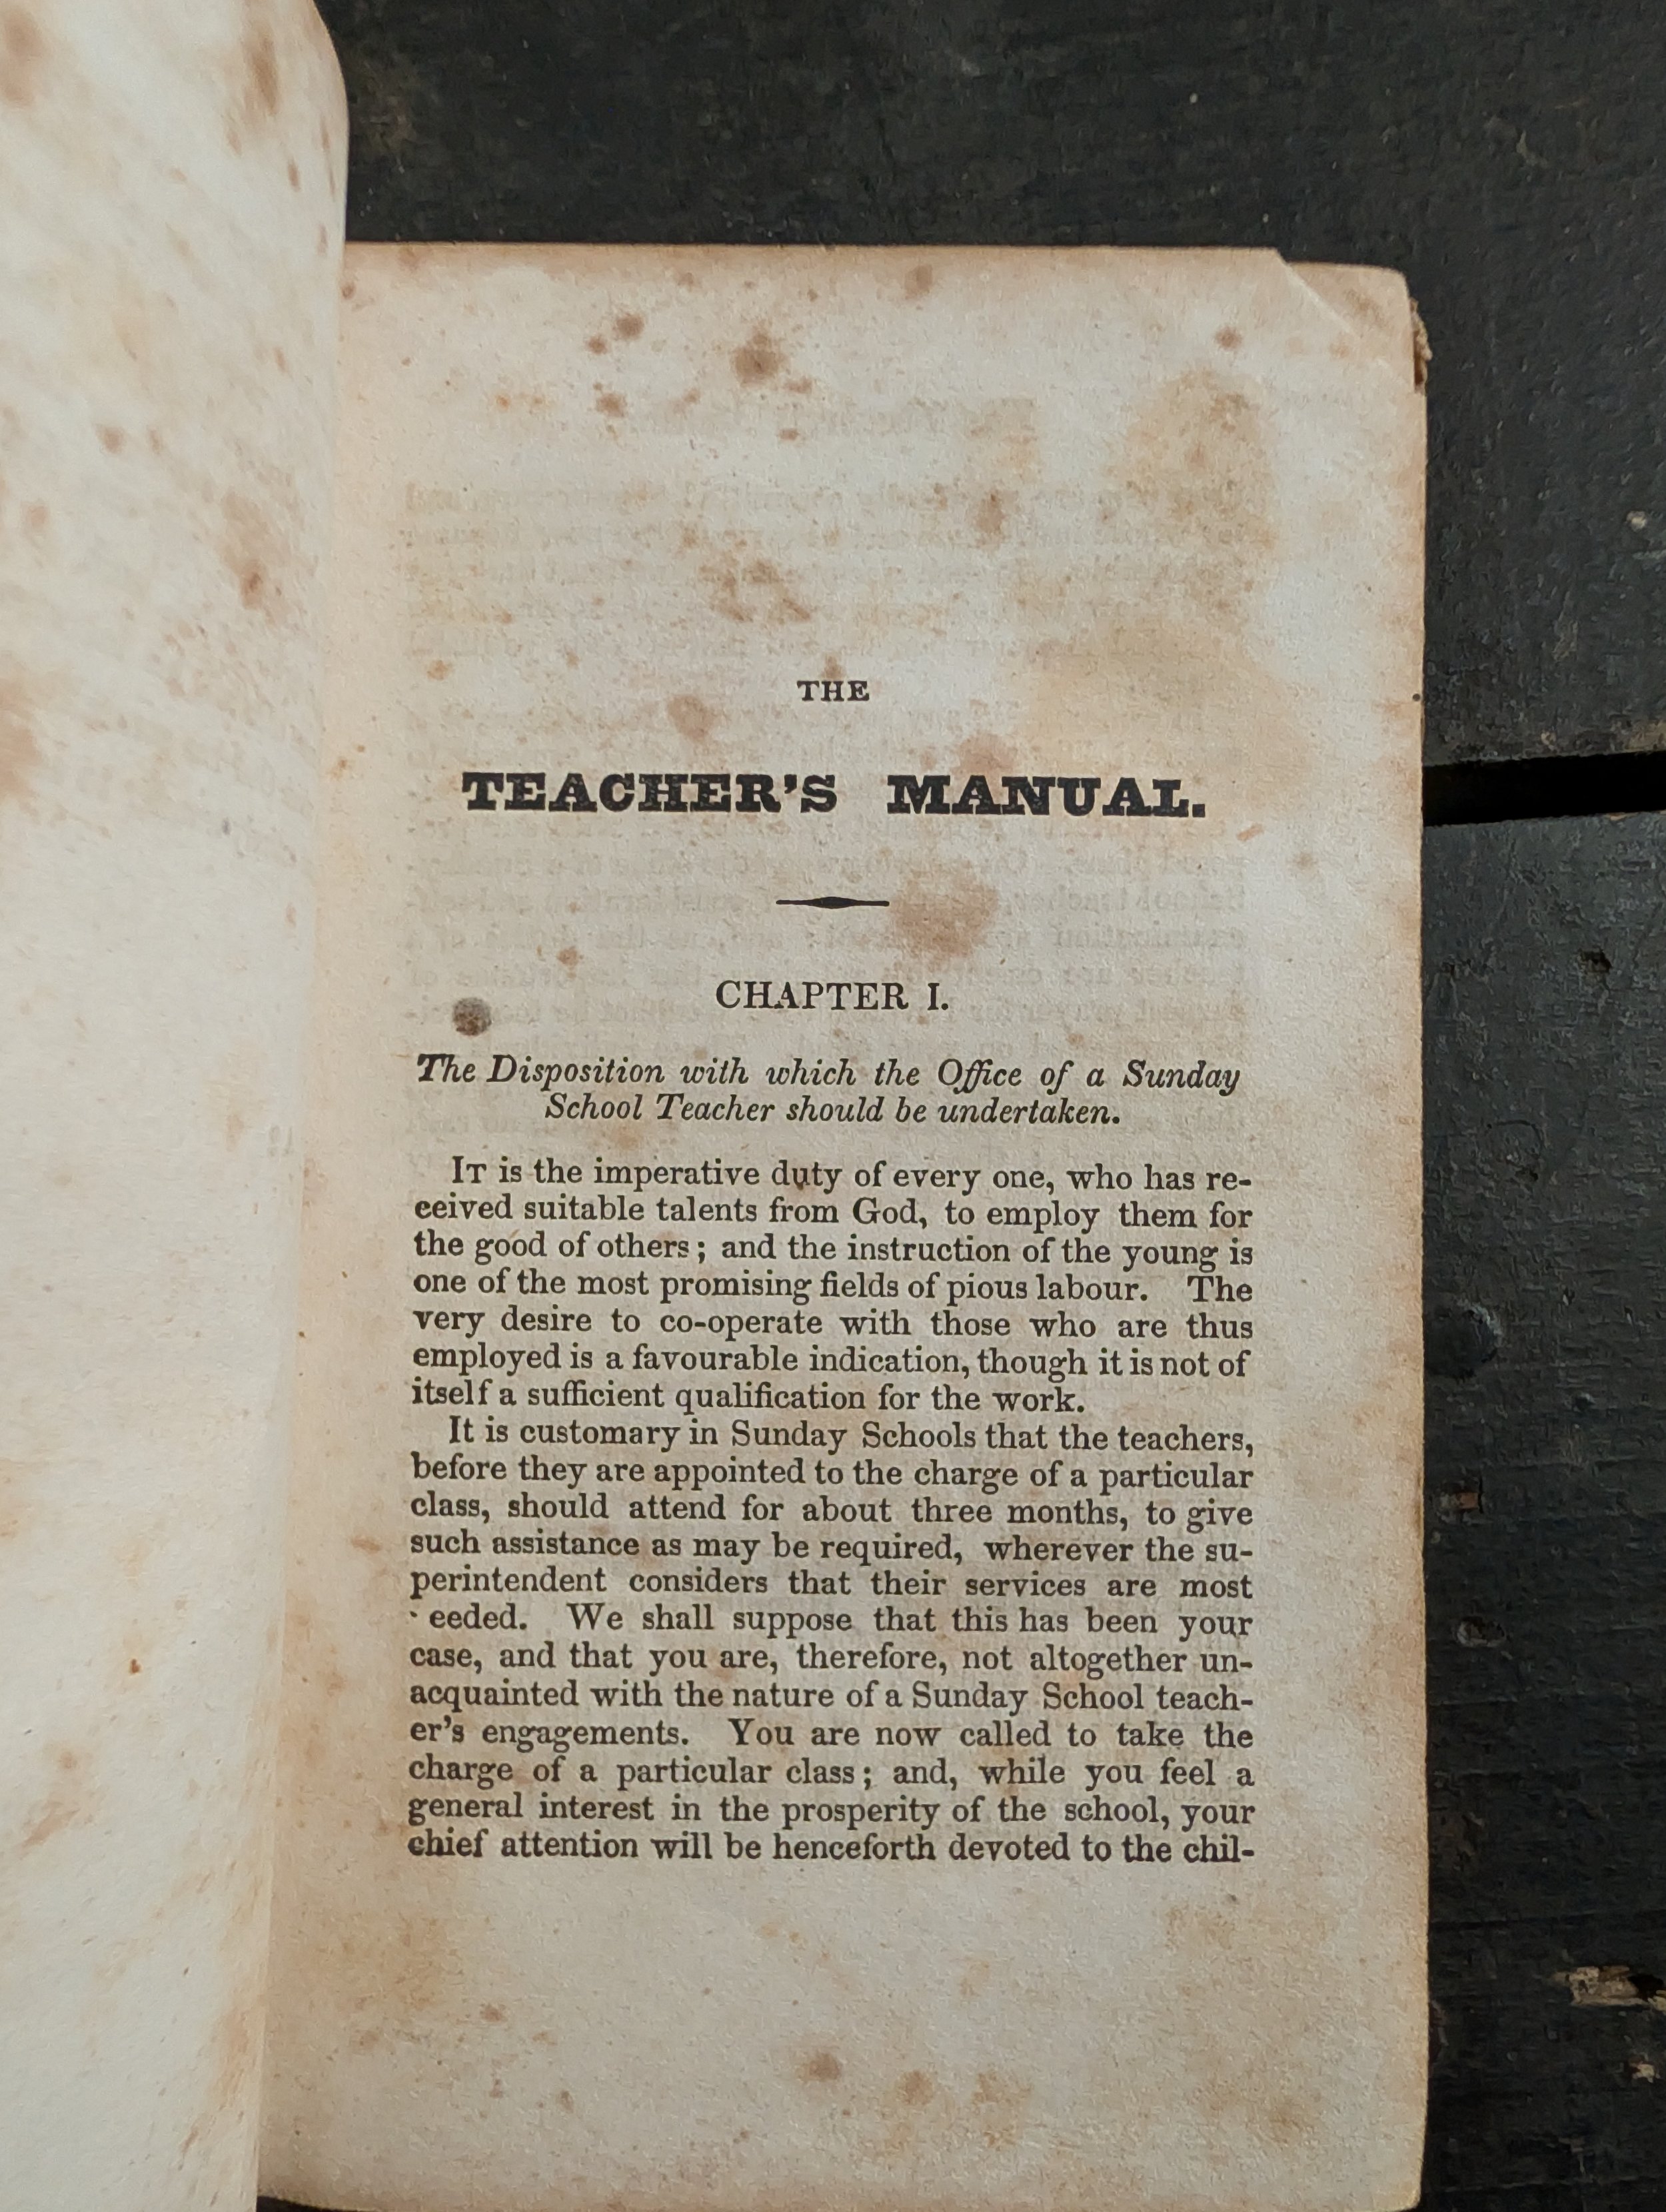 THE
TEACHER'S MANUAL.
CHAPTER I.
The Disposition with which the Office of a Sunday
School Teacher should be undertaken.
IT is the imperative duty of every one, who has re-
ceived suitable talents from God, to employ them for
the good of others; and the instruction of the young is
one of the most promising fields of pious labour. The
very desire to co-operate with those who are thus
employed is a favourable indication, though it is not of
itself a sufficient qualification for the work.
It is customary in Sunday Schools that the teachers,
before they are appointed to the charge of a particular
class, should attend for about three months, to give
such assistance as may be required, wherever the su-
perintendent considers that their services are most
eeded. We shall suppose that this has been your
case, and that you are, therefore, not altogether un-
acquainted with the nature of a Sunday School teach-
er's engagements. You are now called to take the
charge of a particular class; and, while you feel a
general interest in the prosperity of the school, your
chief attention will be henceforth devoted to the chil-